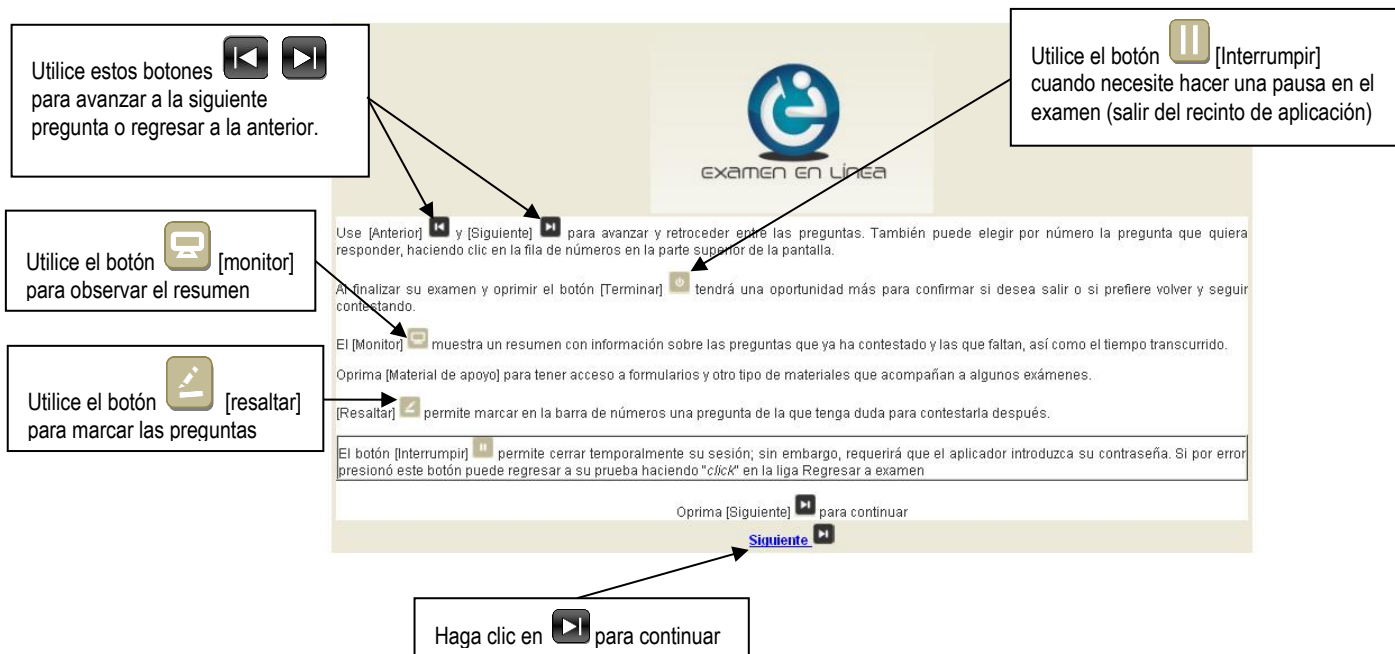 Utilice estos botones
para avanzar a la siguiente
pregunta o regresar a la anterior.
Utilice el botón [Interrumpir]
cuando necesite hacer una pausa en el
examen (salir del recinto de aplicación)
examen en línea
Utilice el botón [monitor]
para observar el resumen
Utilice el botón [resaltar]
para marcar las preguntas
Use [Anterior] y [Siguiente] para avanzar y retroceder entre las preguntas. También puede elegir por número la pregunta que quiera
responder, haciendo clic en la fila de números en la parte superior de la pantalla.
Al finalizar su examen y oprimir el botón [Terminar] tendrá una oportunidad más para confirmar si desea salir o si prefiere volver y seguir
contestando.
El [Monitor] muestra un resumen con información sobre las preguntas que ya ha contestado y las que faltan, así como el tiempo transcurrido.
Oprima [Material de apoyo] para tener acceso a formularios y otro tipo de materiales que acompañan a algunos exámenes.
[Resaltar] permite marcar en la barra de números una pregunta de la que tenga duda para contestarla después.
El botón [Interrumpir] permite cerrar temporalmente su sesión; sin embargo, requerirá que el aplicador introduzca su contraseña. Si por error
presionó este botón puede regresar a su prueba haciendo "click" en la liga Regresar a examen
Oprima [Siguiente] para continuar
Siguiente
Haga clic en para continuar